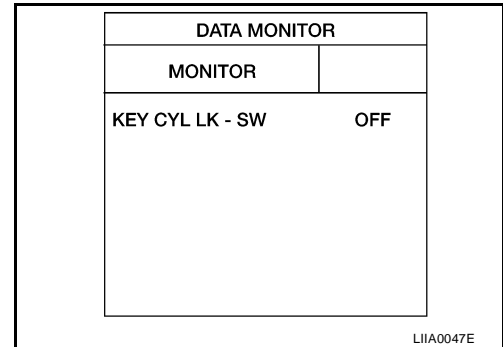 DATA MONITOR
MONITOR
KEY CYL LK - SW OFF
LIIA0047E